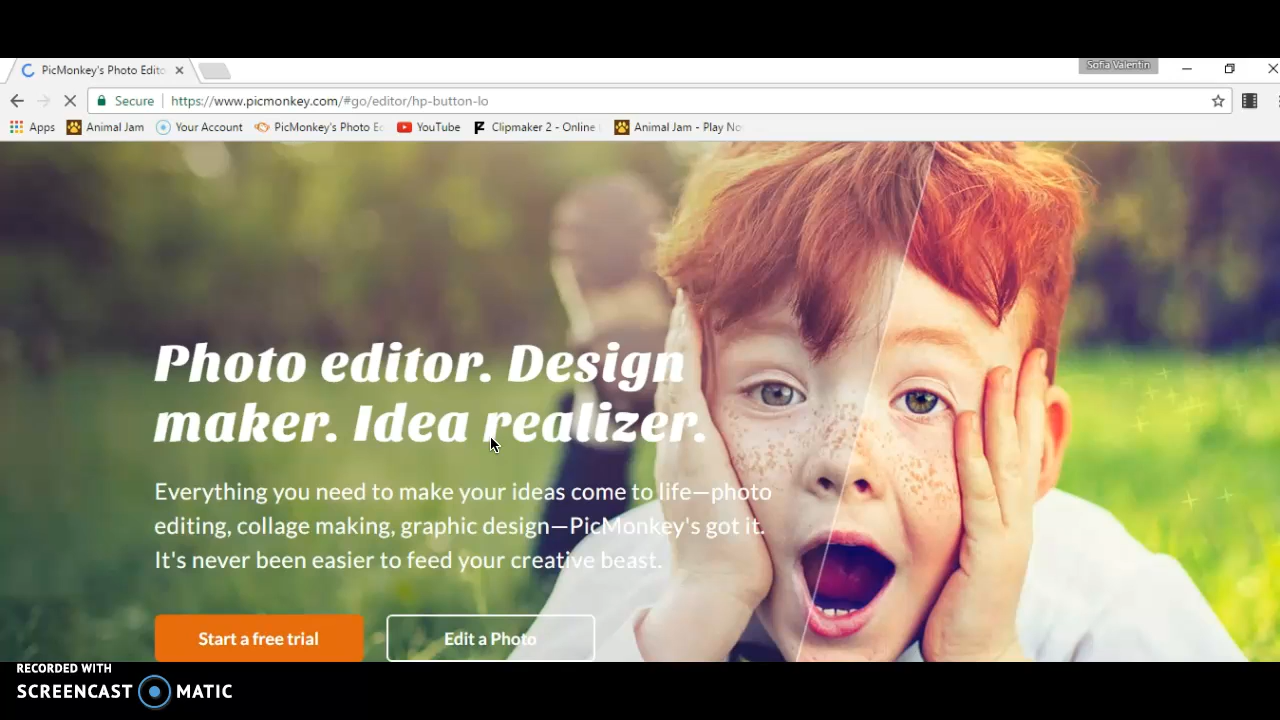 PicMonkey's Photo Edito
Sofia Valentin
Secure
https://www.picmonkey.com/#go/editor/hp-button-lo
Apps
Animal Jam
Your Account
PicMonkey's Photo Ec
YouTube
Clipmaker 2 - Online
Animal Jam - Play No
Photo editor. Design
maker. Idea realizer.
Everything you need to make your ideas come to life—photo
editing, collage making, graphic design—PicMonkey's got it.
It's never been easier to feed your creative beast.
Start a free trial
Edit a Photo
RECORDED WITH
SCREENCAST MATIC